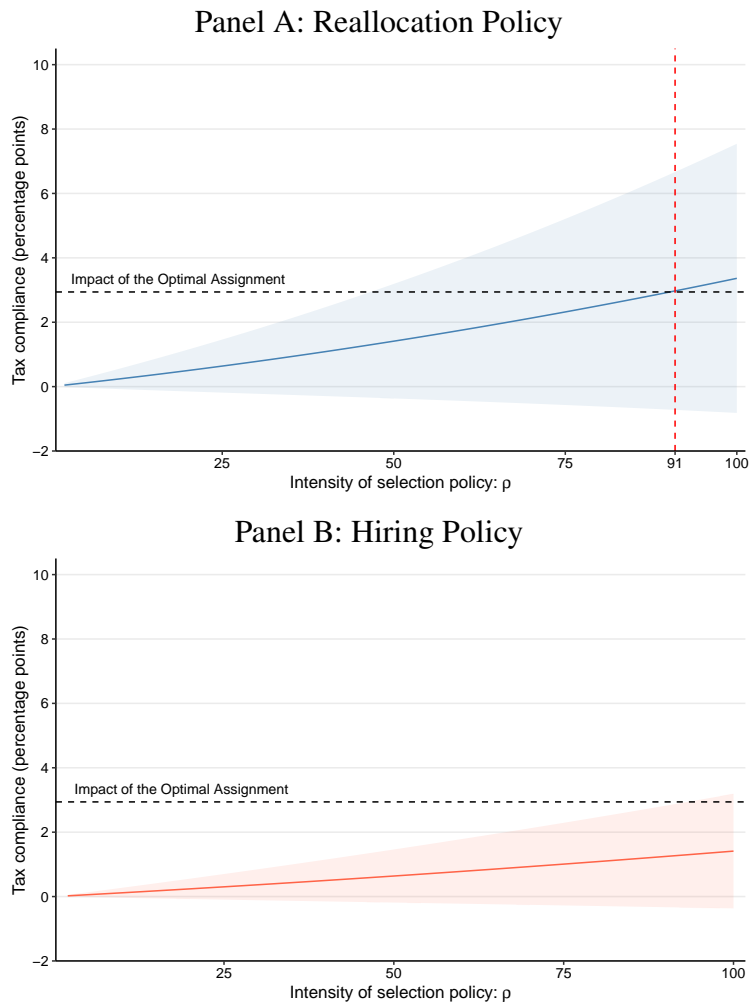 Panel A: Reallocation Policy
10
8
6
4
2
0
−2
Tax compliance (percentage points)
Impact of the Optimal Assignment
25
50
75
91
100
Intensity of selection policy: ρ
Panel B: Hiring Policy
10
8
6
4
2
0
−2
Tax compliance (percentage points)
Impact of the Optimal Assignment
25
50
75
100
Intensity of selection policy: ρ